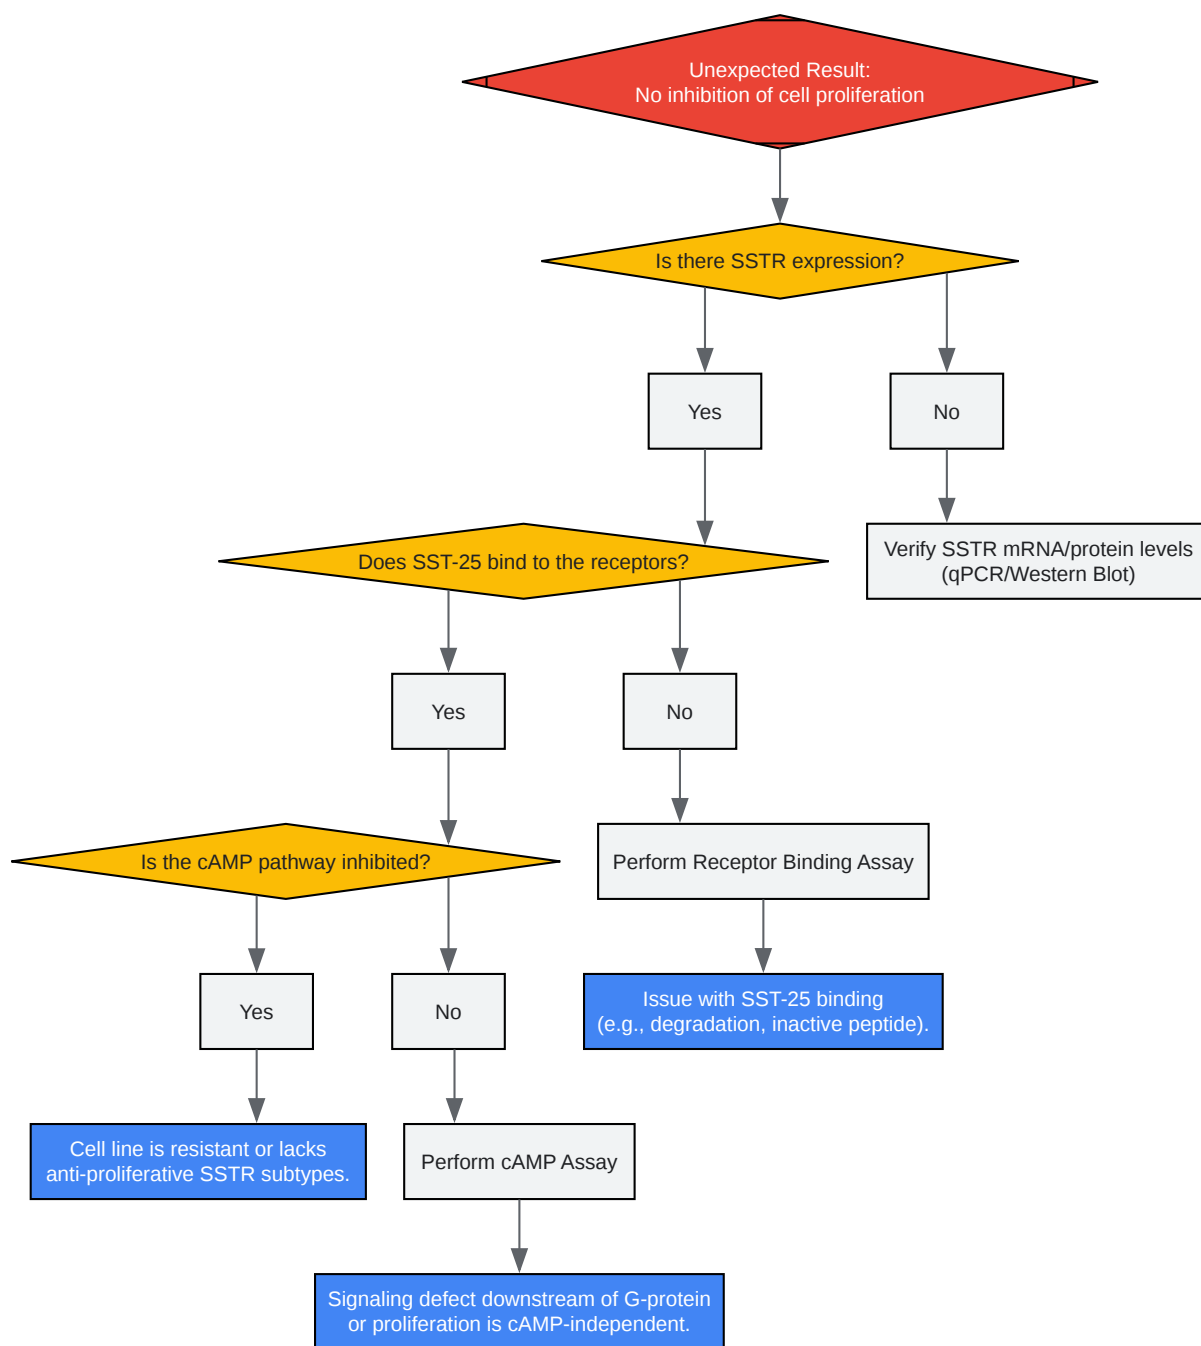 Unexpected Result:
No inhibition of cell proliferation
Is there SSTR expression?
Yes
No
Does SST-25 bind to the receptors?
Verify SSTR mRNA/protein levels
(qPCR/Western Blot)
Yes
No
Is the cAMP pathway inhibited?
Perform Receptor Binding Assay
Yes
No
Issue with SST-25 binding
(e.g., degradation, inactive peptide).
Cell line is resistant or lacks
anti-proliferative SSTR subtypes.
Perform cAMP Assay
Signaling defect downstream of G-protein
or proliferation is cAMP-independent.